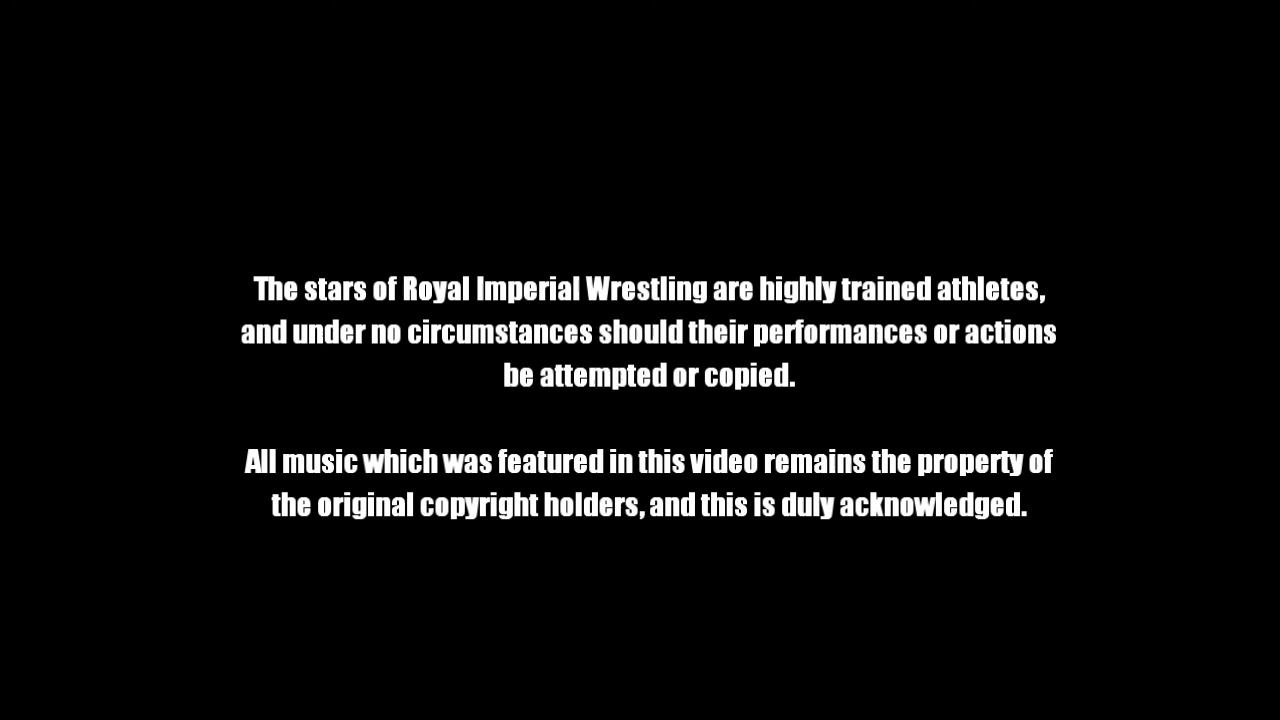 The stars of Royal Imperial Wrestling are highly trained athletes,
and under no circumstances should their performances or actions
be attempted or copied.
All music which was featured in this video remains the property of
the original copyright holders, and this is duly acknowledged.